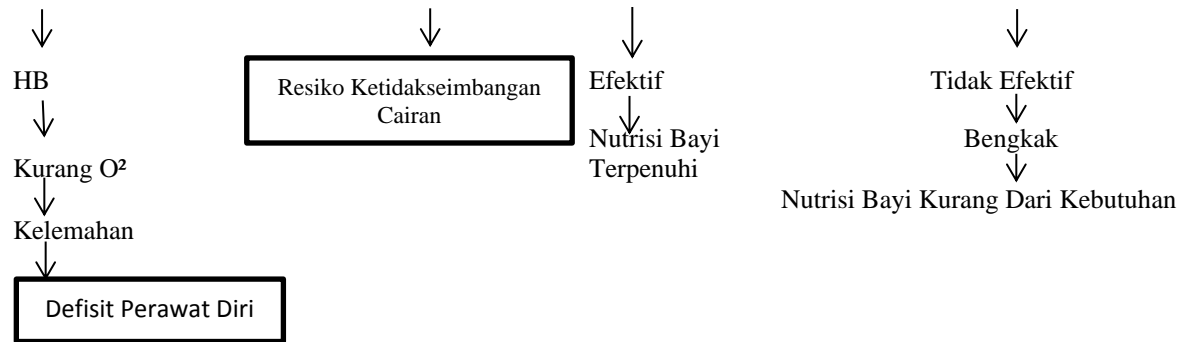 HB
Kurang O²
Kelemahan
Defisit Perawat Diri
Resiko Ketidakseimbangan
Cairan
Efektif
Nutrisi Bayi
Terpenuhi
Tidak Efektif
Bengkak
Nutrisi Bayi Kurang Dari Kebutuhan